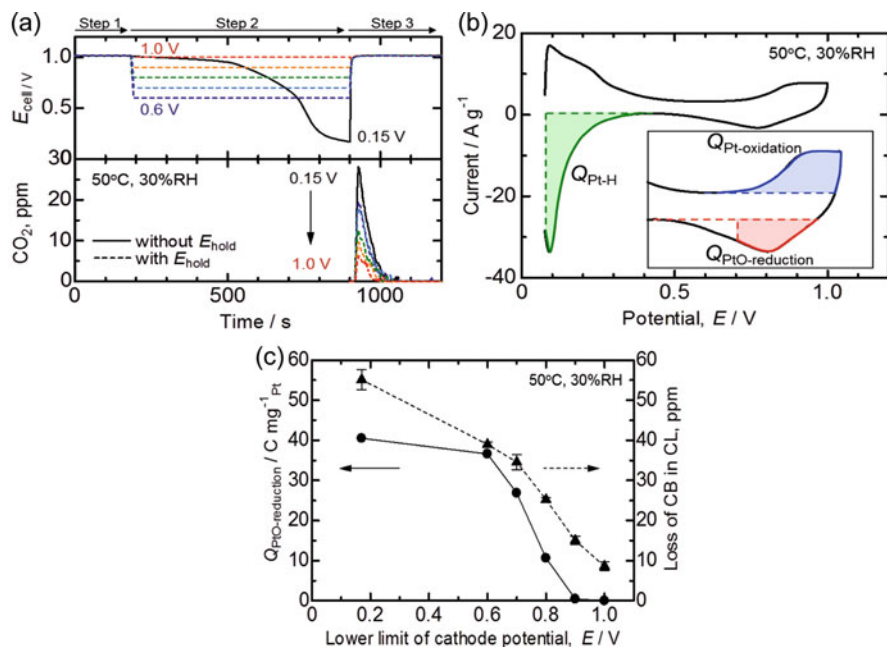 (a)
Step 1 Step 2 Step 3
1.0 V
0.6 V
0.15 V
E_cell / V
1.0
0.5
30
50°C, 30%RH
0.15 V
without E_hold
with E_hold
1.0 V
CO₂, ppm
20
10
0
0 500 1000
Time / s
(b)
50°C, 30%RH
Current / A g⁻¹
20
0
-20
-40
Q_Pt-H
Q_Pt-oxidation
Q_PtO-reduction
0 0.5 1.0
Potential, E / V
(c)
50°C, 30%RH
Q_PtO-reduction / C mg⁻¹_Pt
60
50
40
30
20
10
0
Loss of CB in CL, ppm
60
50
40
30
20
10
0
0 0.2 0.4 0.6 0.8 1.0
Lower limit of cathode potential, E / V